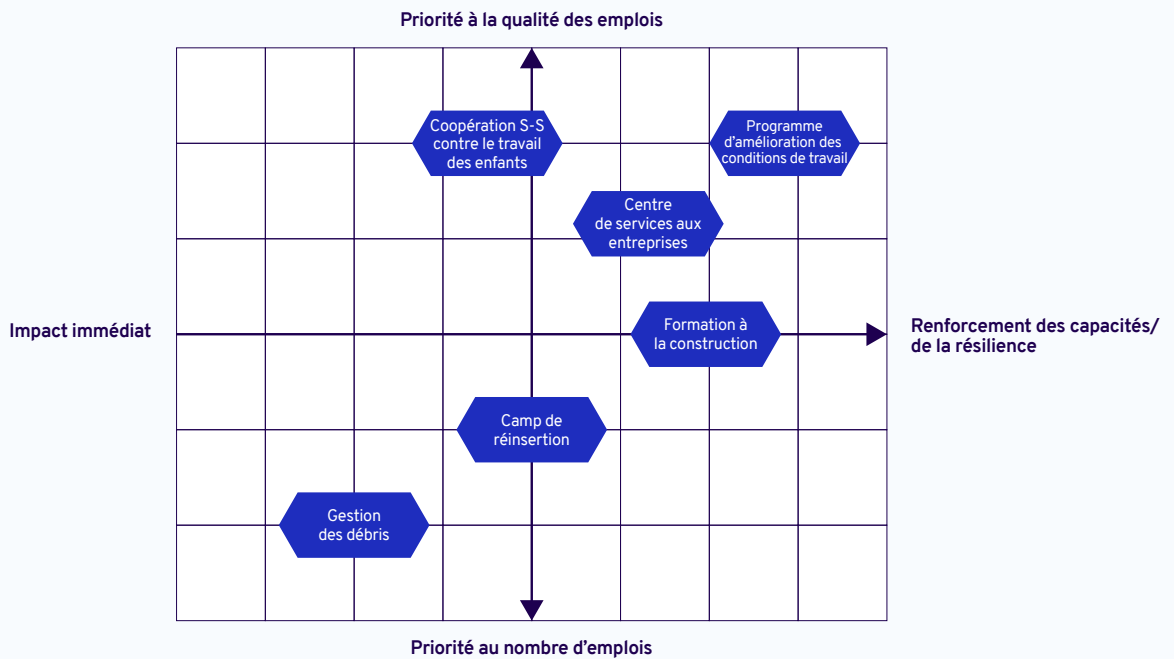 Priorité à la qualité des emplois
Coopération S-S
contre le travail
des enfants
Programme
d'amélioration des
conditions de travail
Centre
de services aux
entreprises
Impact immédiat
Formation à
la construction
Renforcement des capacités/
de la résilience
Camp de
réinsertion
Gestion
des débris
Priorité au nombre d'emplois